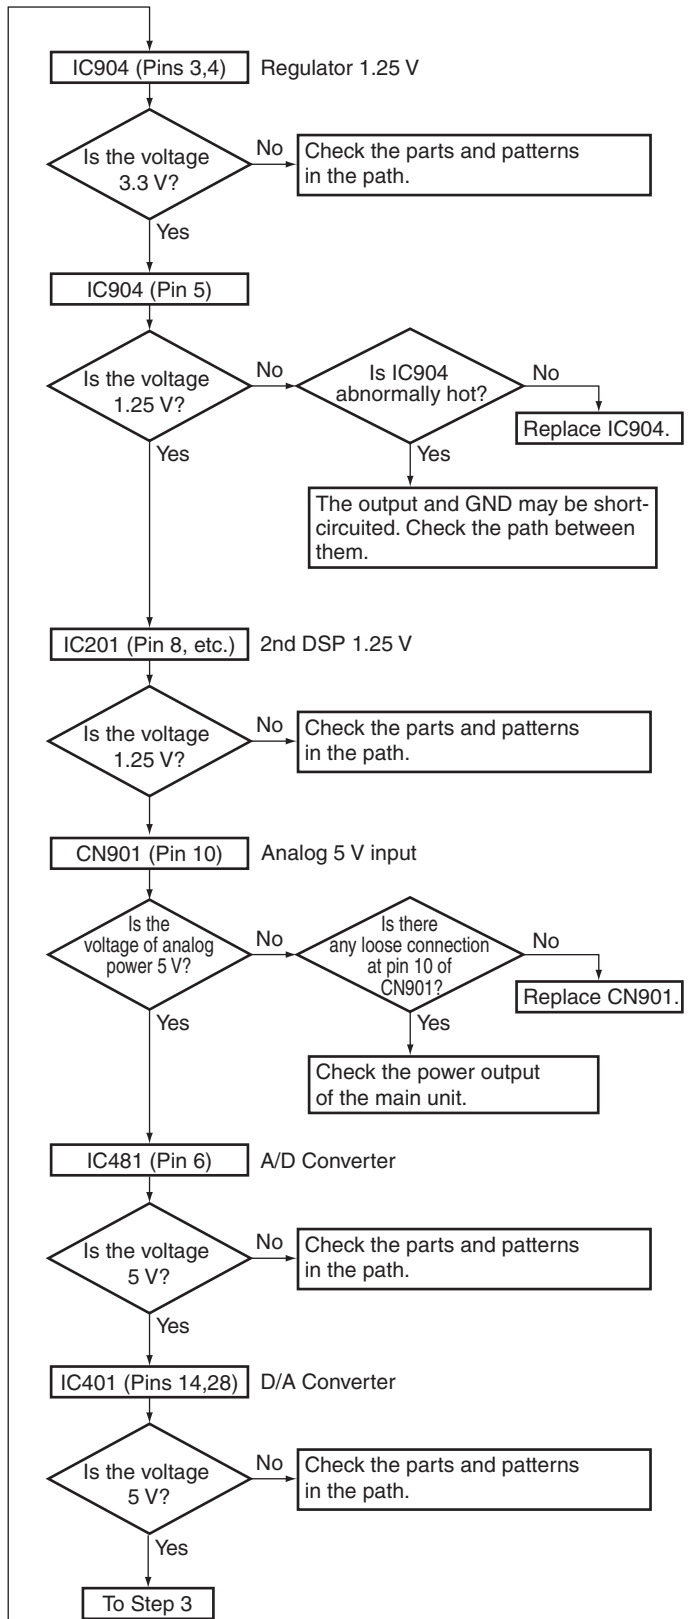 IC904 (Pins 3,4)
Regulator 1.25 V
Is the voltage
3.3 V?
No
Check the parts and patterns
in the path.
Yes
IC904 (Pin 5)
Is the voltage
1.25 V?
No
Is IC904
abnormally hot?
No
Replace IC904.
Yes
Yes
The output and GND may be short-
circuited. Check the path between
them.
IC201 (Pin 8, etc.)
2nd DSP 1.25 V
Is the voltage
1.25 V?
No
Check the parts and patterns
in the path.
Yes
CN901 (Pin 10)
Analog 5 V input
Is the
voltage of analog
power 5 V?
No
Is there
any loose connection
at pin 10 of
CN901?
No
Replace CN901.
Yes
Yes
Check the power output
of the main unit.
IC481 (Pin 6)
A/D Converter
Is the voltage
5 V?
No
Check the parts and patterns
in the path.
Yes
IC401 (Pins 14,28)
D/A Converter
Is the voltage
5 V?
No
Check the parts and patterns
in the path.
Yes
To Step 3